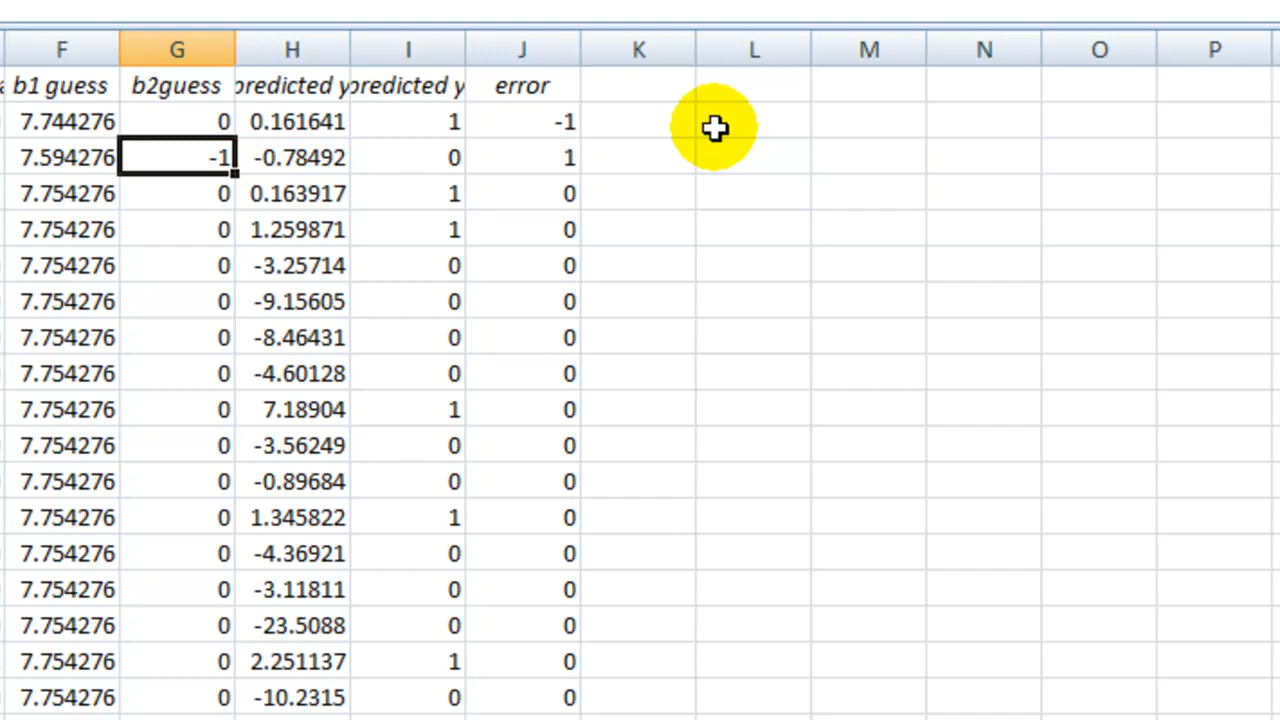 F G H I J K L M N O P
b1 guess b2guess predicted y predicted y error
7.744276 0 0.161641 1 -1
7.594276 -1 -0.78492 0 1
7.754276 0 0.163917 1 0
7.754276 0 1.259871 1 0
7.754276 0 -3.25714 0 0
7.754276 0 -9.15605 0 0
7.754276 0 -8.46431 0 0
7.754276 0 -4.60128 0 0
7.754276 0 7.18904 1 0
7.754276 0 -3.56249 0 0
7.754276 0 -0.89684 0 0
7.754276 0 1.345822 1 0
7.754276 0 -4.36921 0 0
7.754276 0 -3.11811 0 0
7.754276 0 -23.5088 0 0
7.754276 0 2.251137 1 0
7.754276 0 -10.2315 0 0